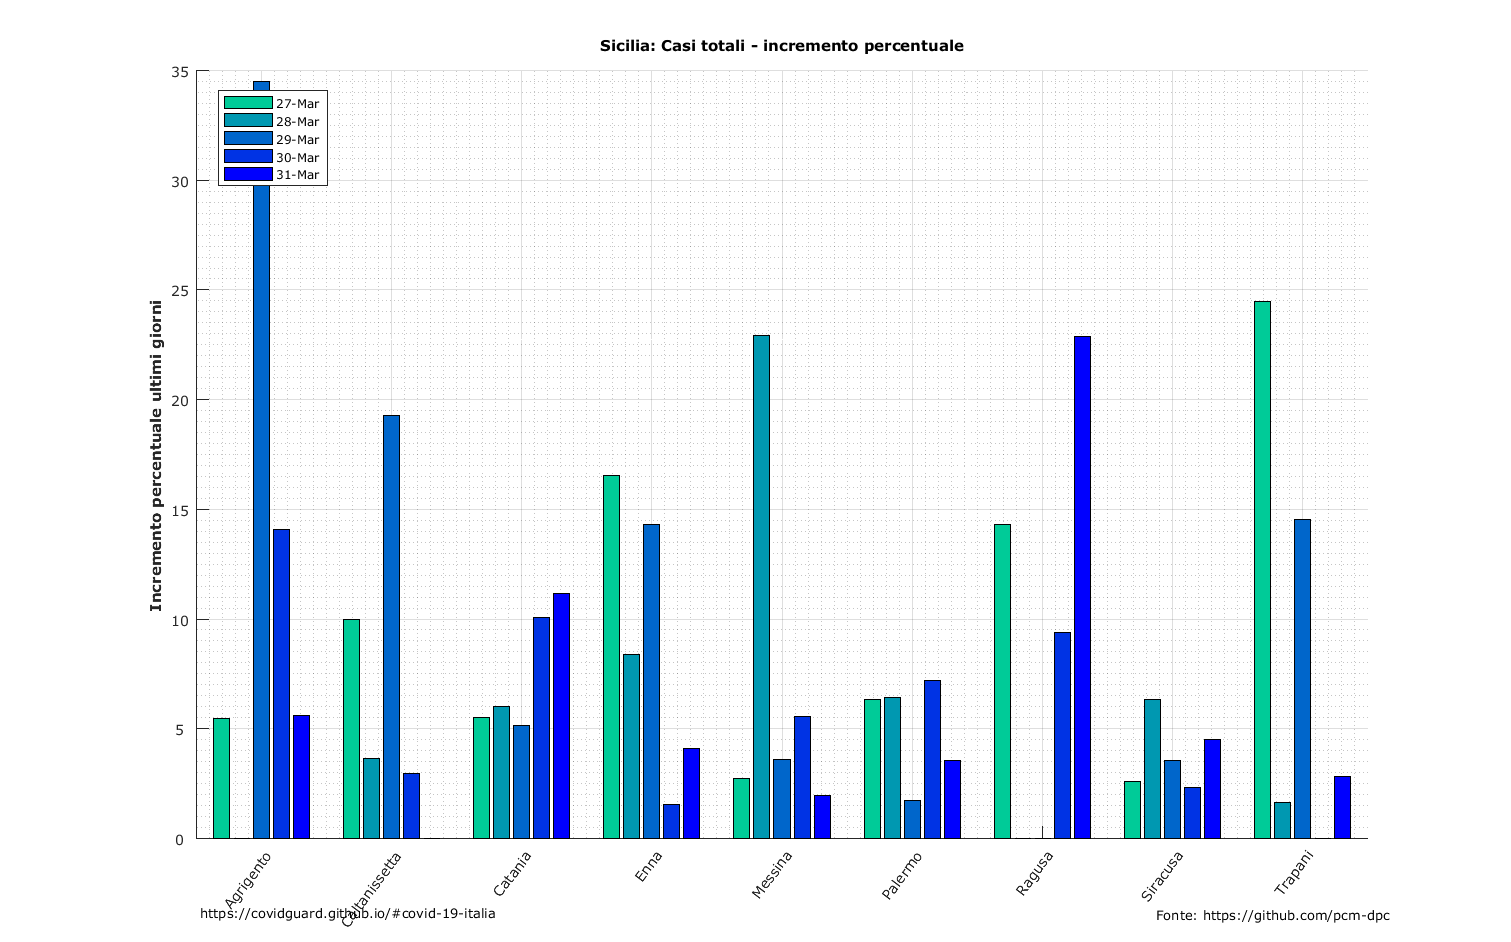 Sicilia: Casi totali - incremento percentuale
35
30
25
20
15
10
5
0
Incremento percentuale ultimi giorni
27-Mar
28-Mar
29-Mar
30-Mar
31-Mar
Agrigento
Caltanissetta
Catania
Enna
Messina
Palermo
Ragusa
Siracusa
Trapani
https://covidguard.github.io/#covid-19-italia
Fonte: https://github.com/pcm-dpc